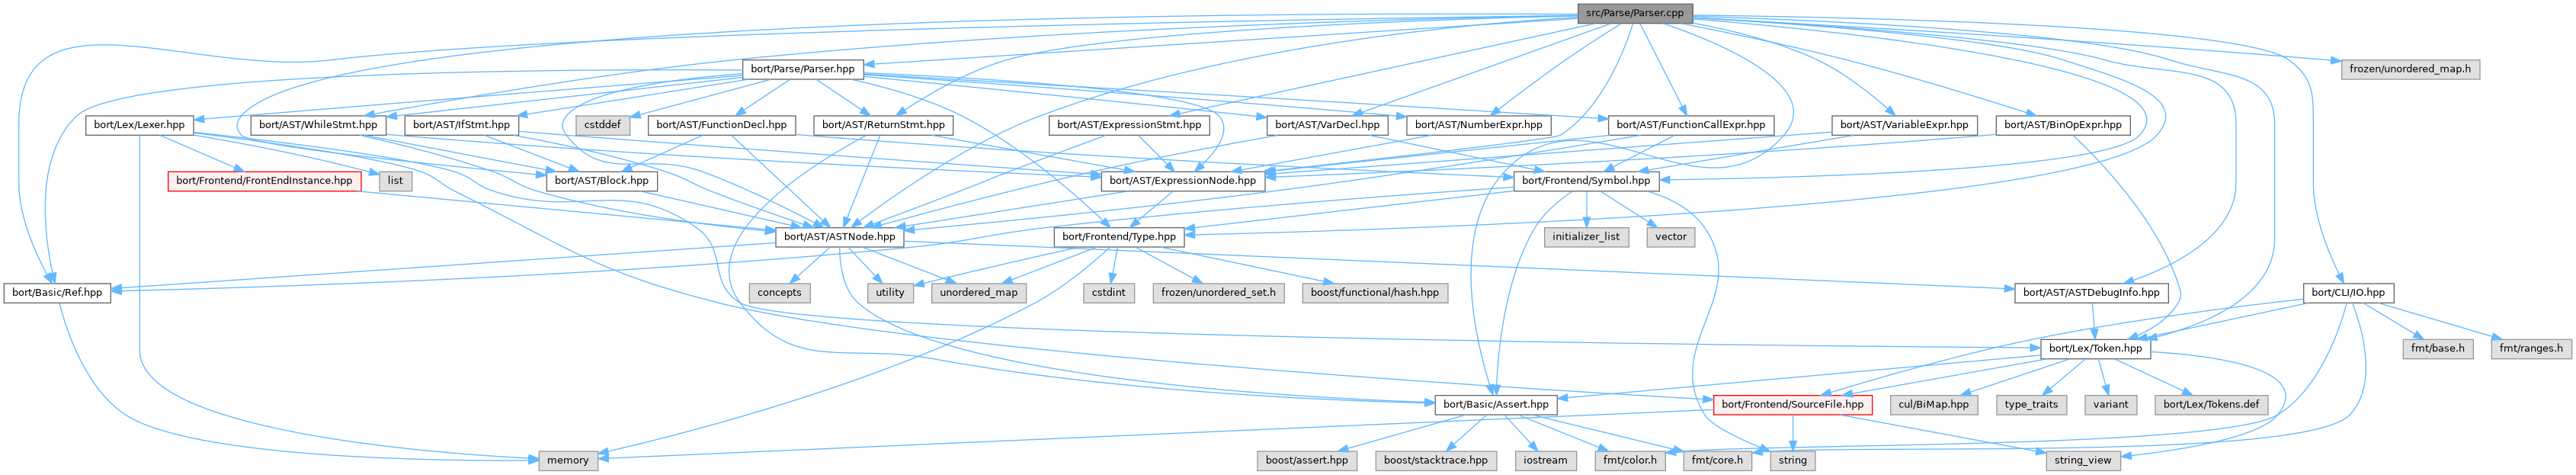 src/Parse/Parser.cpp
bort/Parse/Parser.hpp
frozen/unordered_map.h
bort/Lex/Lexer.hpp
bort/AST/WhileStmt.hpp
bort/AST/IfStmt.hpp
cstddef
bort/AST/FunctionDecl.hpp
bort/AST/ReturnStmt.hpp
bort/AST/ExpressionStmt.hpp
bort/AST/VarDecl.hpp
bort/AST/NumberExpr.hpp
bort/AST/FunctionCallExpr.hpp
bort/AST/VariableExpr.hpp
bort/AST/BinOpExpr.hpp
bort/Frontend/FrontEndInstance.hpp
list
bort/AST/Block.hpp
bort/AST/ExpressionNode.hpp
bort/Frontend/Symbol.hpp
bort/AST/ASTNode.hpp
bort/Frontend/Type.hpp
initializer_list
vector
bort/Basic/Ref.hpp
concepts
utility
unordered_map
cstdint
frozen/unordered_set.h
boost/functional/hash.hpp
bort/AST/ASTDebugInfo.hpp
bort/CLI/IO.hpp
bort/Lex/Token.hpp
fmt/base.h
fmt/ranges.h
bort/Basic/Assert.hpp
bort/Frontend/SourceFile.hpp
cul/BiMap.hpp
type_traits
variant
bort/Lex/Tokens.def
memory
boost/assert.hpp
boost/stacktrace.hpp
iostream
fmt/color.h
fmt/core.h
string
string_view